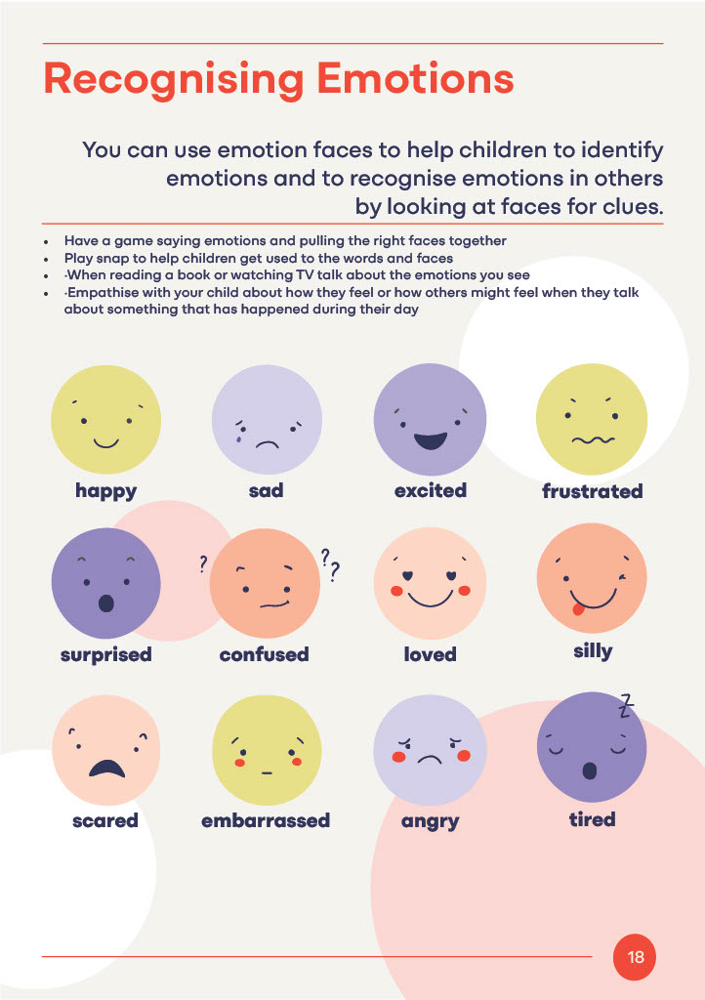 Recognising Emotions
You can use emotion faces to help children to identify
emotions and to recognise emotions in others
by looking at faces for clues.
• Have a game saying emotions and pulling the right faces together
• Play snap to help children get used to the words and faces
• ·When reading a book or watching TV talk about the emotions you see
• ·Empathise with your child about how they feel or how others might feel when they talk
about something that has happened during their day
happy sad excited frustrated
? ??
surprised confused loved silly
zz
scared embarrassed angry tired
18